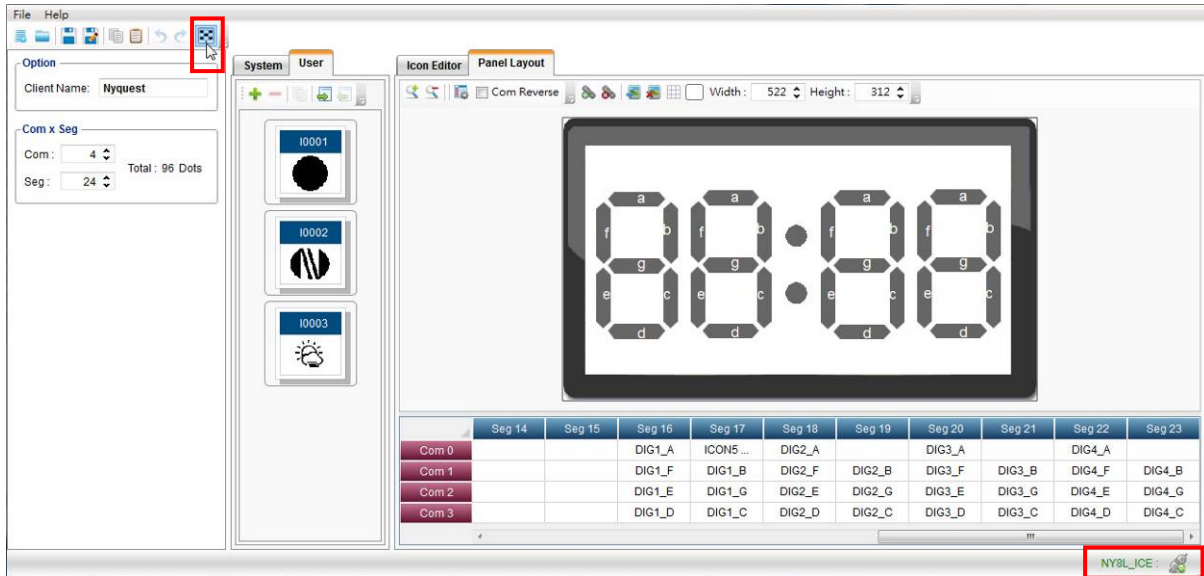 File Help
Option
Client Name: Nyquest
Com x Seg
Com : 4
Total : 96 Dots
Seg : 24
System User
I0001
I0002
I0003
Icon Editor Panel Layout
Com Reverse Width : 522 Height : 312
a a a a
f b f b f b f b
g g g g
e c e c e c e c
d d d d
Seg 14 Seg 15 Seg 16 Seg 17 Seg 18 Seg 19 Seg 20 Seg 21 Seg 22 Seg 23
Com 0 DIG1_A ICON5 ... DIG2_A DIG3_A DIG4_A
Com 1 DIG1_F DIG1_B DIG2_F DIG2_B DIG3_F DIG3_B DIG4_F DIG4_B
Com 2 DIG1_E DIG1_G DIG2_E DIG2_G DIG3_E DIG3_G DIG4_E DIG4_G
Com 3 DIG1_D DIG1_C DIG2_D DIG2_C DIG3_D DIG3_C DIG4_D DIG4_C
NY8L_ICE :